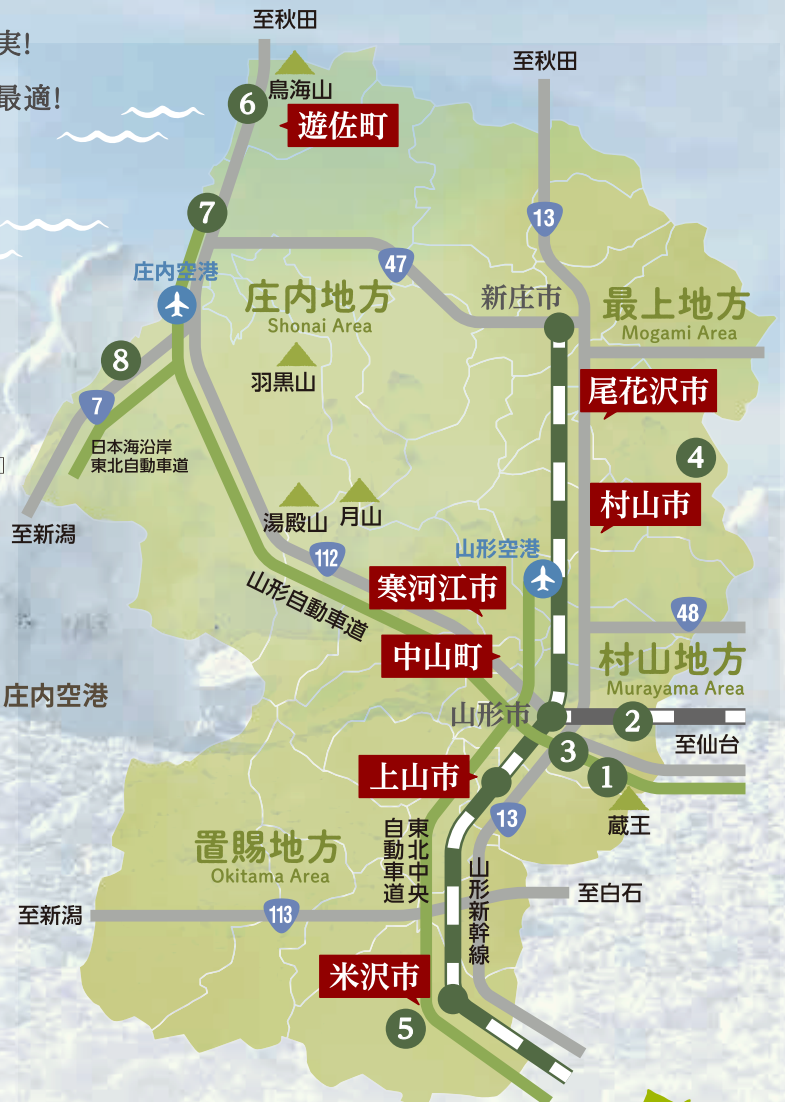 実!
最適!
至秋田
鳥海山
至秋田
6
遊佐町
7
13
庄内空港
47
庄内地方
Shonai Area
新庄市
最上地方
Mogami Area
8
羽黒山
尾花沢市
7
日本海沿岸
東北自動車道
4
湯殿山
月山
村山市
至新潟
112
山形空港
山形自動車道
寒河江市
48
中山町
村山地方
Murayama Area
庄内空港
山形市
2
至仙台
3
1
上山市
蔵王
13
置賜地方
Okitama Area
東北中央
自動車道
山形新幹線
至白石
至新潟
113
米沢市
5